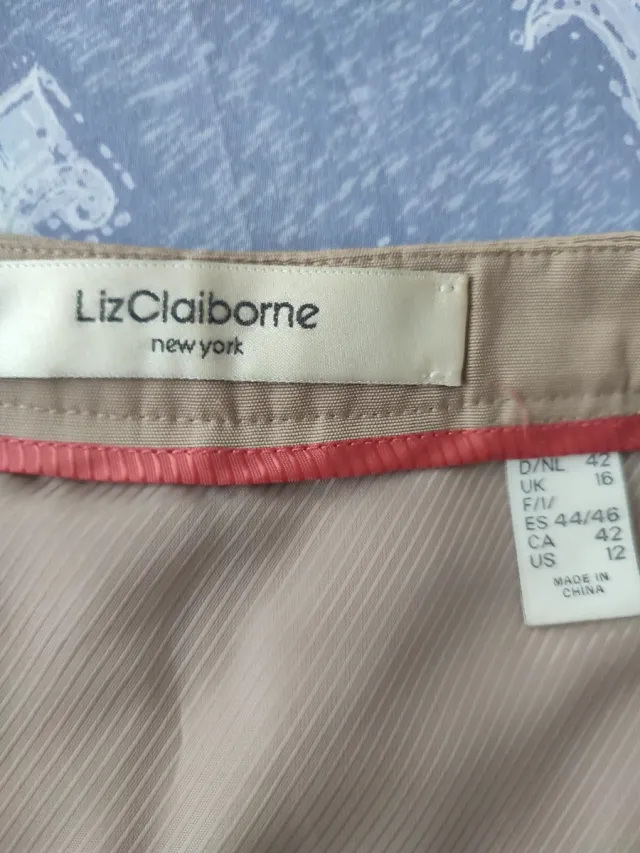 LizClaiborne
new york
D/NL 42
UK 16
F/I/
ES 44/46
CA 42
US 12
MADE IN
CHINA